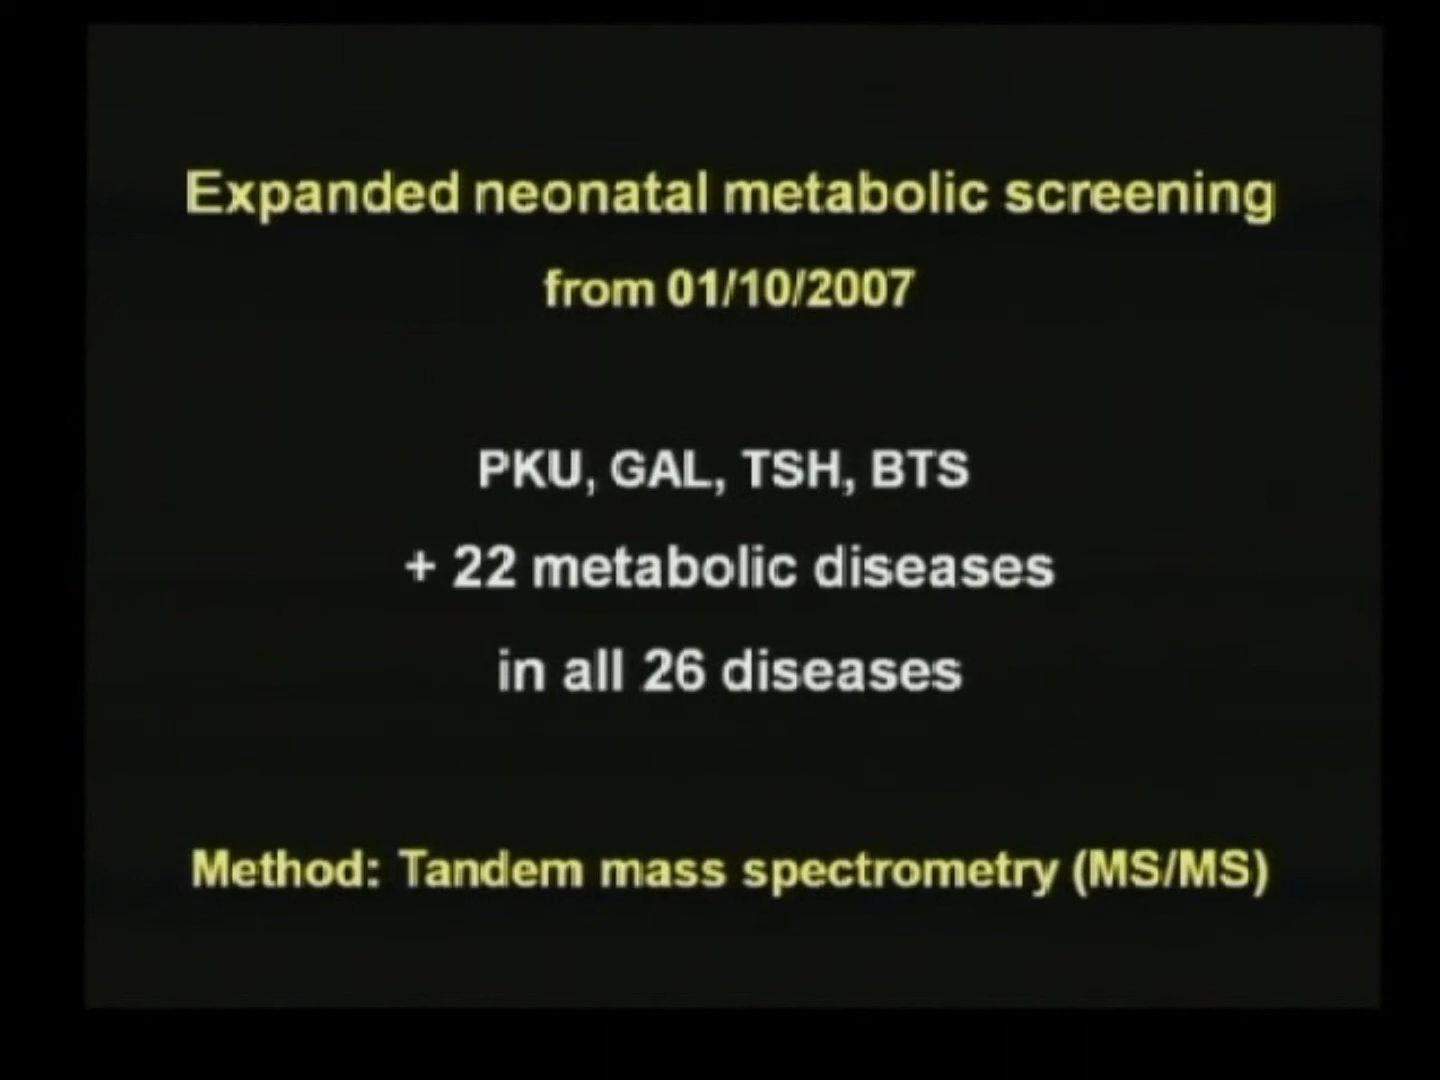 Expanded neonatal metabolic screening
from 01/10/2007
PKU, GAL, TSH, BTS
+ 22 metabolic diseases
in all 26 diseases
Method: Tandem mass spectrometry (MS/MS)